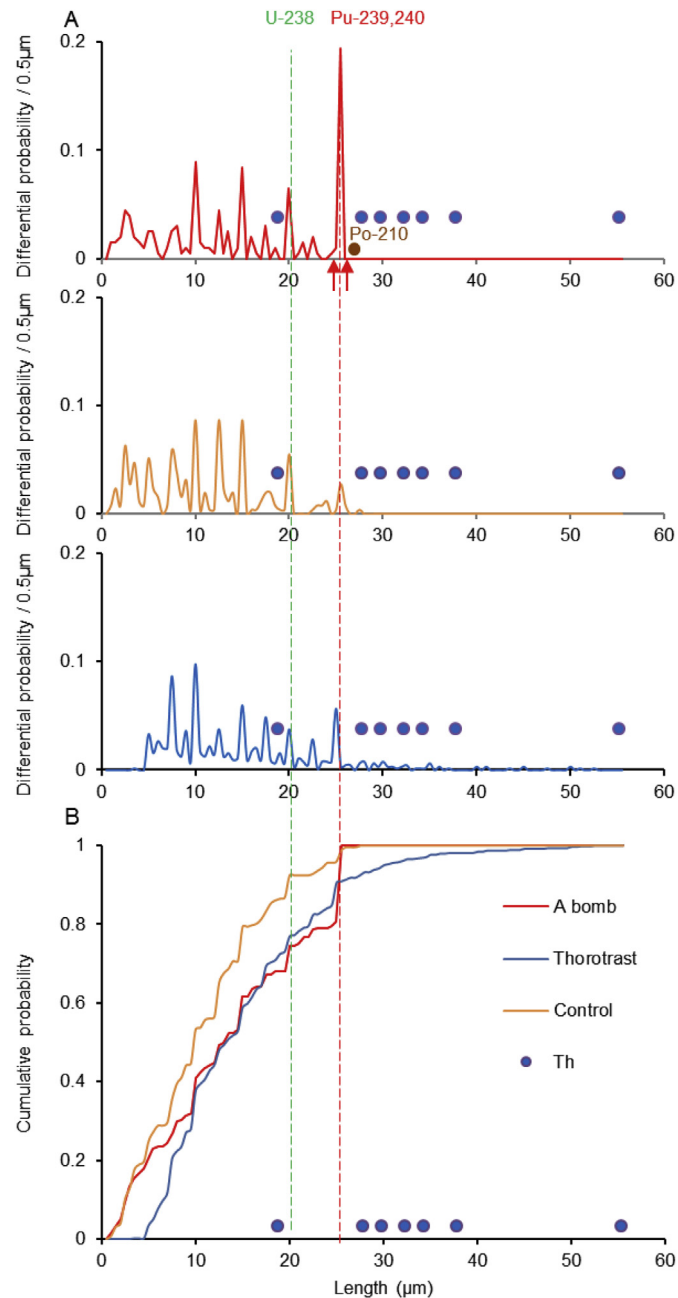 A
U-238 Pu-239,240
Differential probability / 0.5µm
0.2
0.1
0
Po-210
0 10 20 30 40 50 60
Differential probability / 0.5µm
0.2
0.1
0
0 10 20 30 40 50 60
Differential probability / 0.5µm
0.2
0.1
0
0 10 20 30 40 50 60
B
Cumulative probability
1
0.8
0.6
0.4
0.2
0
A bomb
Thorotrast
Control
Th
0 10 20 30 40 50 60
Length (µm)